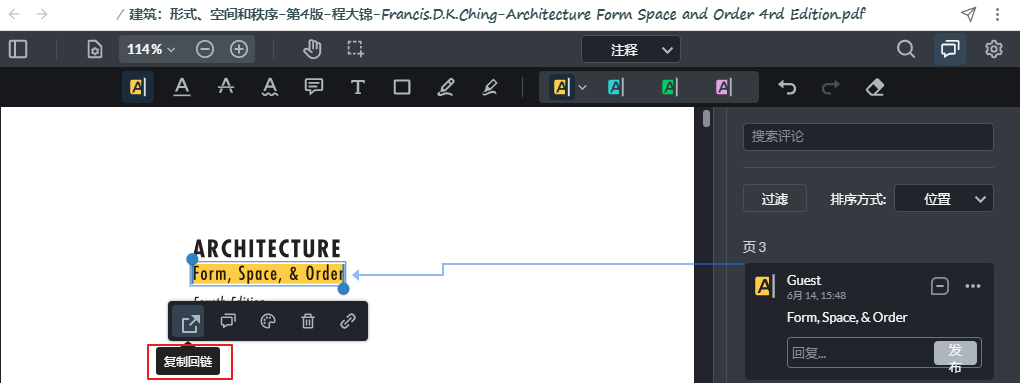 / 建筑：形式、空间和秩序-第4版-程大锦-Francis.D.K.Ching-Architecture Form Space and Order 4rd Edition.pdf
114%
注释
搜索评论
过滤
排序方式:
位置
页 3
ARCHITECTURE
Form, Space, & Order
Fourth Edition
复制回链
Guest
6月 14, 15:48
Form, Space, & Order
回复...
发布